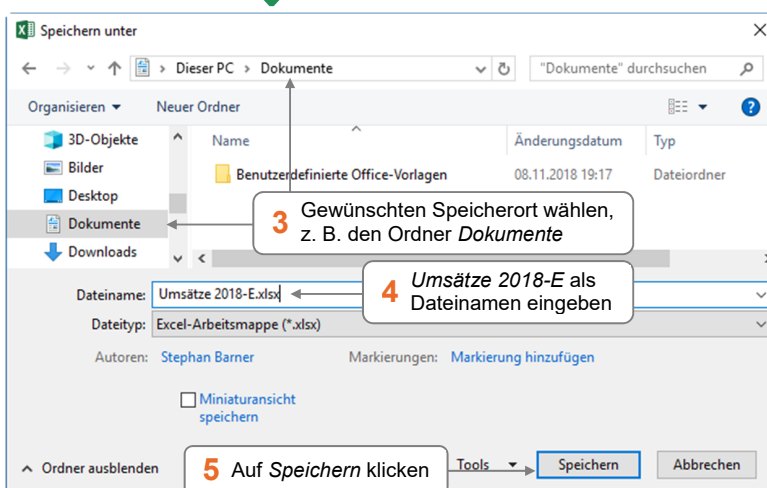 Speichern unter
Dieser PC > Dokumente
"Dokumente" durchsuchen
Organisieren
Neuer Ordner
3D-Objekte
Name
Änderungsdatum
Typ
Bilder
Benutzerdefinierte Office-Vorlagen
08.11.2018 19:17
Dateiordner
Desktop
Dokumente
3 Gewünschten Speicherort wählen,
z. B. den Ordner Dokumente
Downloads
Dateiname: Umsätze 2018-E.xlsx
4 Umsätze 2018-E als
Dateinamen eingeben
Dateityp: Excel-Arbeitsmappe (*.xlsx)
Autoren: Stephan Barner
Markierungen: Markierung hinzufügen
Miniaturansicht
speichern
Ordner ausblenden
5 Auf Speichern klicken
Tools
Speichern
Abbrechen